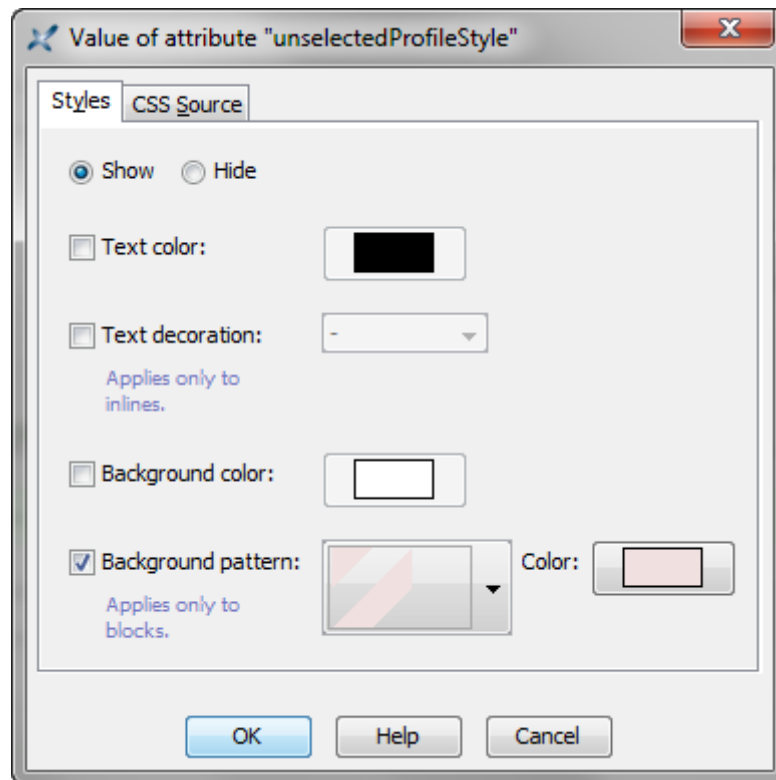 Value of attribute "unselectedProfileStyle"
Styles CSS Source
Show Hide
Text color:
Text decoration: -
Applies only to
inlines.
Background color:
Background pattern: Color:
Applies only to
blocks.
OK Help Cancel